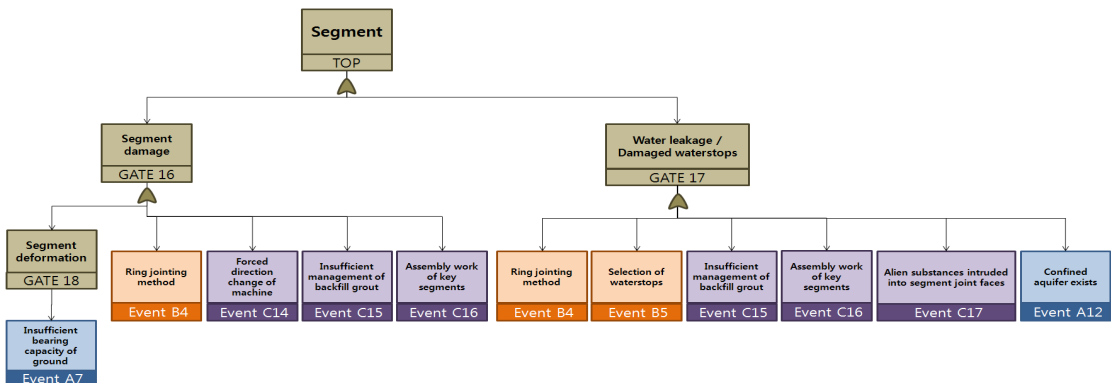 Segment
TOP
Segment
damage
GATE 16
Water leakage /
Damaged waterstops
GATE 17
Segment
deformation
GATE 18
Ring jointing
method
Event B4
Forced
direction
change of
machine
Event C14
Insufficient
management of
backfill grout
Event C15
Assembly work
of key
segments
Event C16
Ring jointing
method
Event B4
Selection of
waterstops
Event B5
Insufficient
management of
backfill grout
Event C15
Assembly work
of key
segments
Event C16
Alien substances intruded
into segment joint faces
Event C17
Confined
aquifer exists
Event A12
Insufficient
bearing
capacity of
ground
Event A7